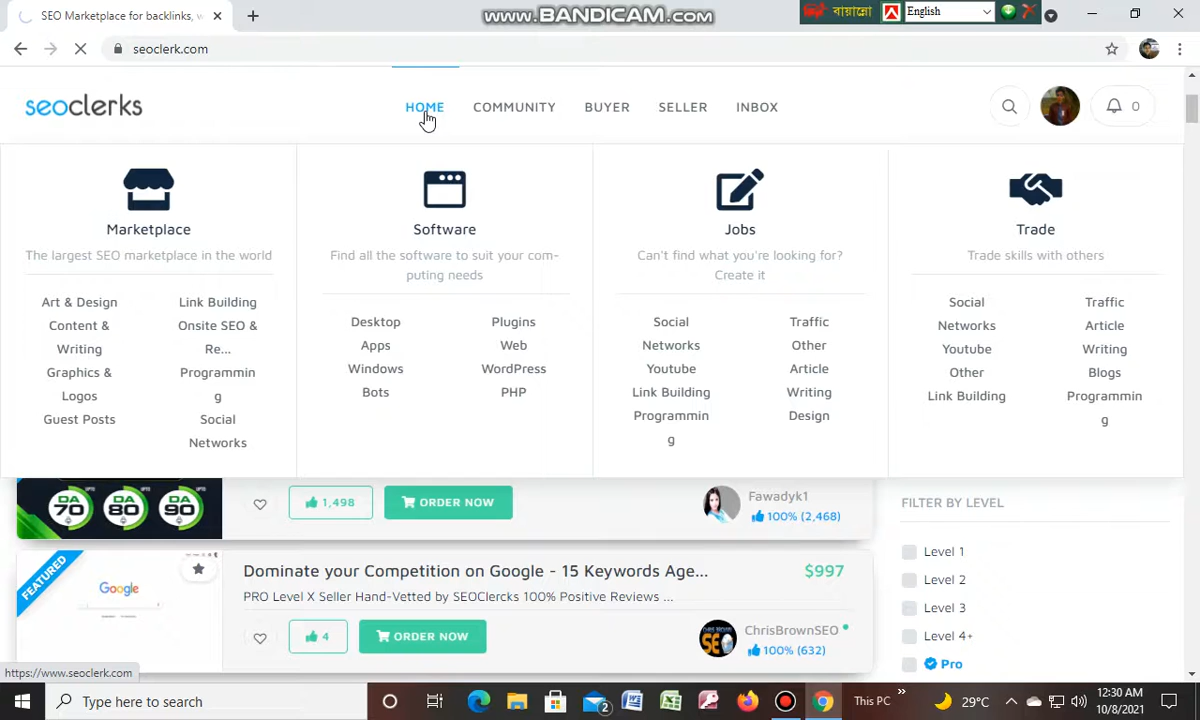 SEO Marketplace for backlinks, w
www.BANDICAM.com
বায়ান্নো
English
seoclerk.com
seoclerks
HOME
COMMUNITY
BUYER
SELLER
INBOX
0
Marketplace
The largest SEO marketplace in the world
Art & Design
Content &
Writing
Graphics &
Logos
Guest Posts
Link Building
Onsite SEO &
Re...
Programmin
g
Social
Networks
Software
Find all the software to suit your com-
puting needs
Desktop
Apps
Windows
Bots
Plugins
Web
WordPress
PHP
Jobs
Can't find what you're looking for?
Create it
Social
Networks
Youtube
Link Building
Programmin
g
Traffic
Other
Article
Writing
Design
Trade
Trade skills with others
Social
Networks
Youtube
Other
Link Building
Traffic
Article
Writing
Blogs
Programmin
g
DA
70
DA
80
DA
90
1,498
ORDER NOW
Fawadyk1
100% (2,468)
FEATURED
Google
Dominate your Competition on Google - 15 Keywords Age...
$997
PRO Level X Seller Hand-Vetted by SEOClercks 100% Positive Reviews ...
4
ORDER NOW
SEO
ChrisBrownSEO
100% (632)
FILTER BY LEVEL
Level 1
Level 2
Level 3
Level 4+
Pro
https://www.seoclerk.com
Type here to search
2
This PC
29°C
12:30 AM
10/8/2021